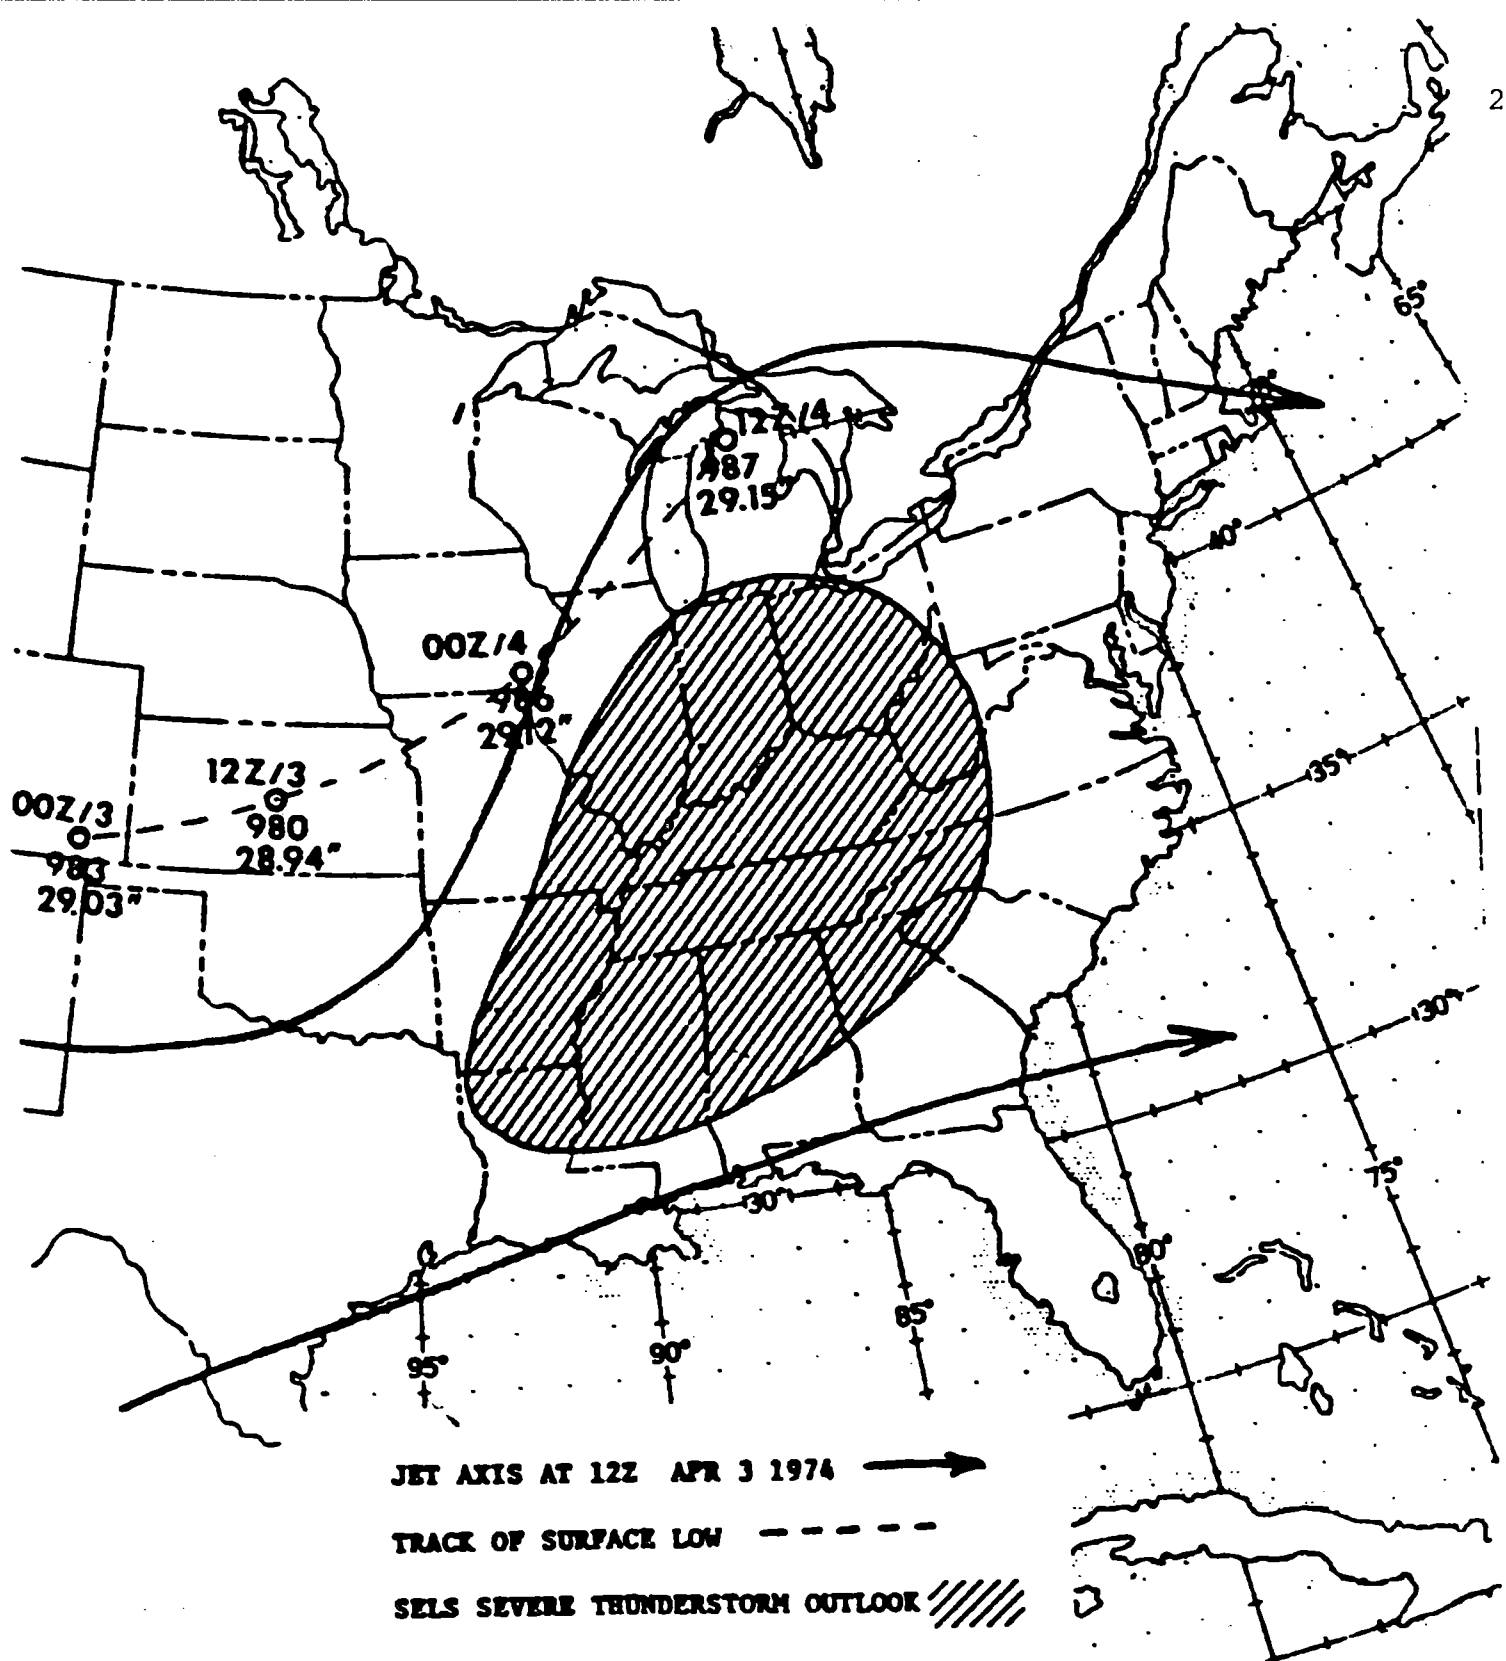 2
65°
12Z/4
987
29.15"
40°
00Z/4
986
29.12"
35°
12Z/3
980
28.94"
00Z/3
983
29.03"
30°
75°
30°
80°
85°
90°
95°
JET AXIS AT 12Z APR 3 1974
TRACK OF SURFACE LOW
SELS SEVERE THUNDERSTORM OUTLOOK